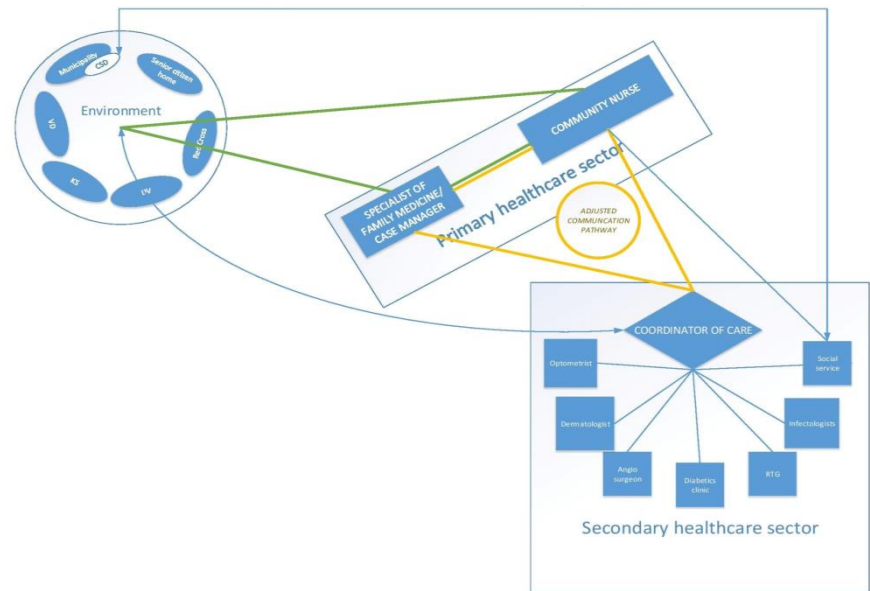 Municipality
CSD
Senior citizen
home
Environment
VD
Red Cross
KS
IVI
COMMUNITY NURSE
SPECIALIST OF
FAMILY MEDICINE/
CASE MANAGER
Primary healthcare sector
ADJUSTED
COMMUNCATION
PATHWAY
COORDINATOR OF CARE
Optometrist
Social
service
Dermatologist
Infectologists
Angio
surgeon
Diabetics
clinic
RTG
Secondary healthcare sector